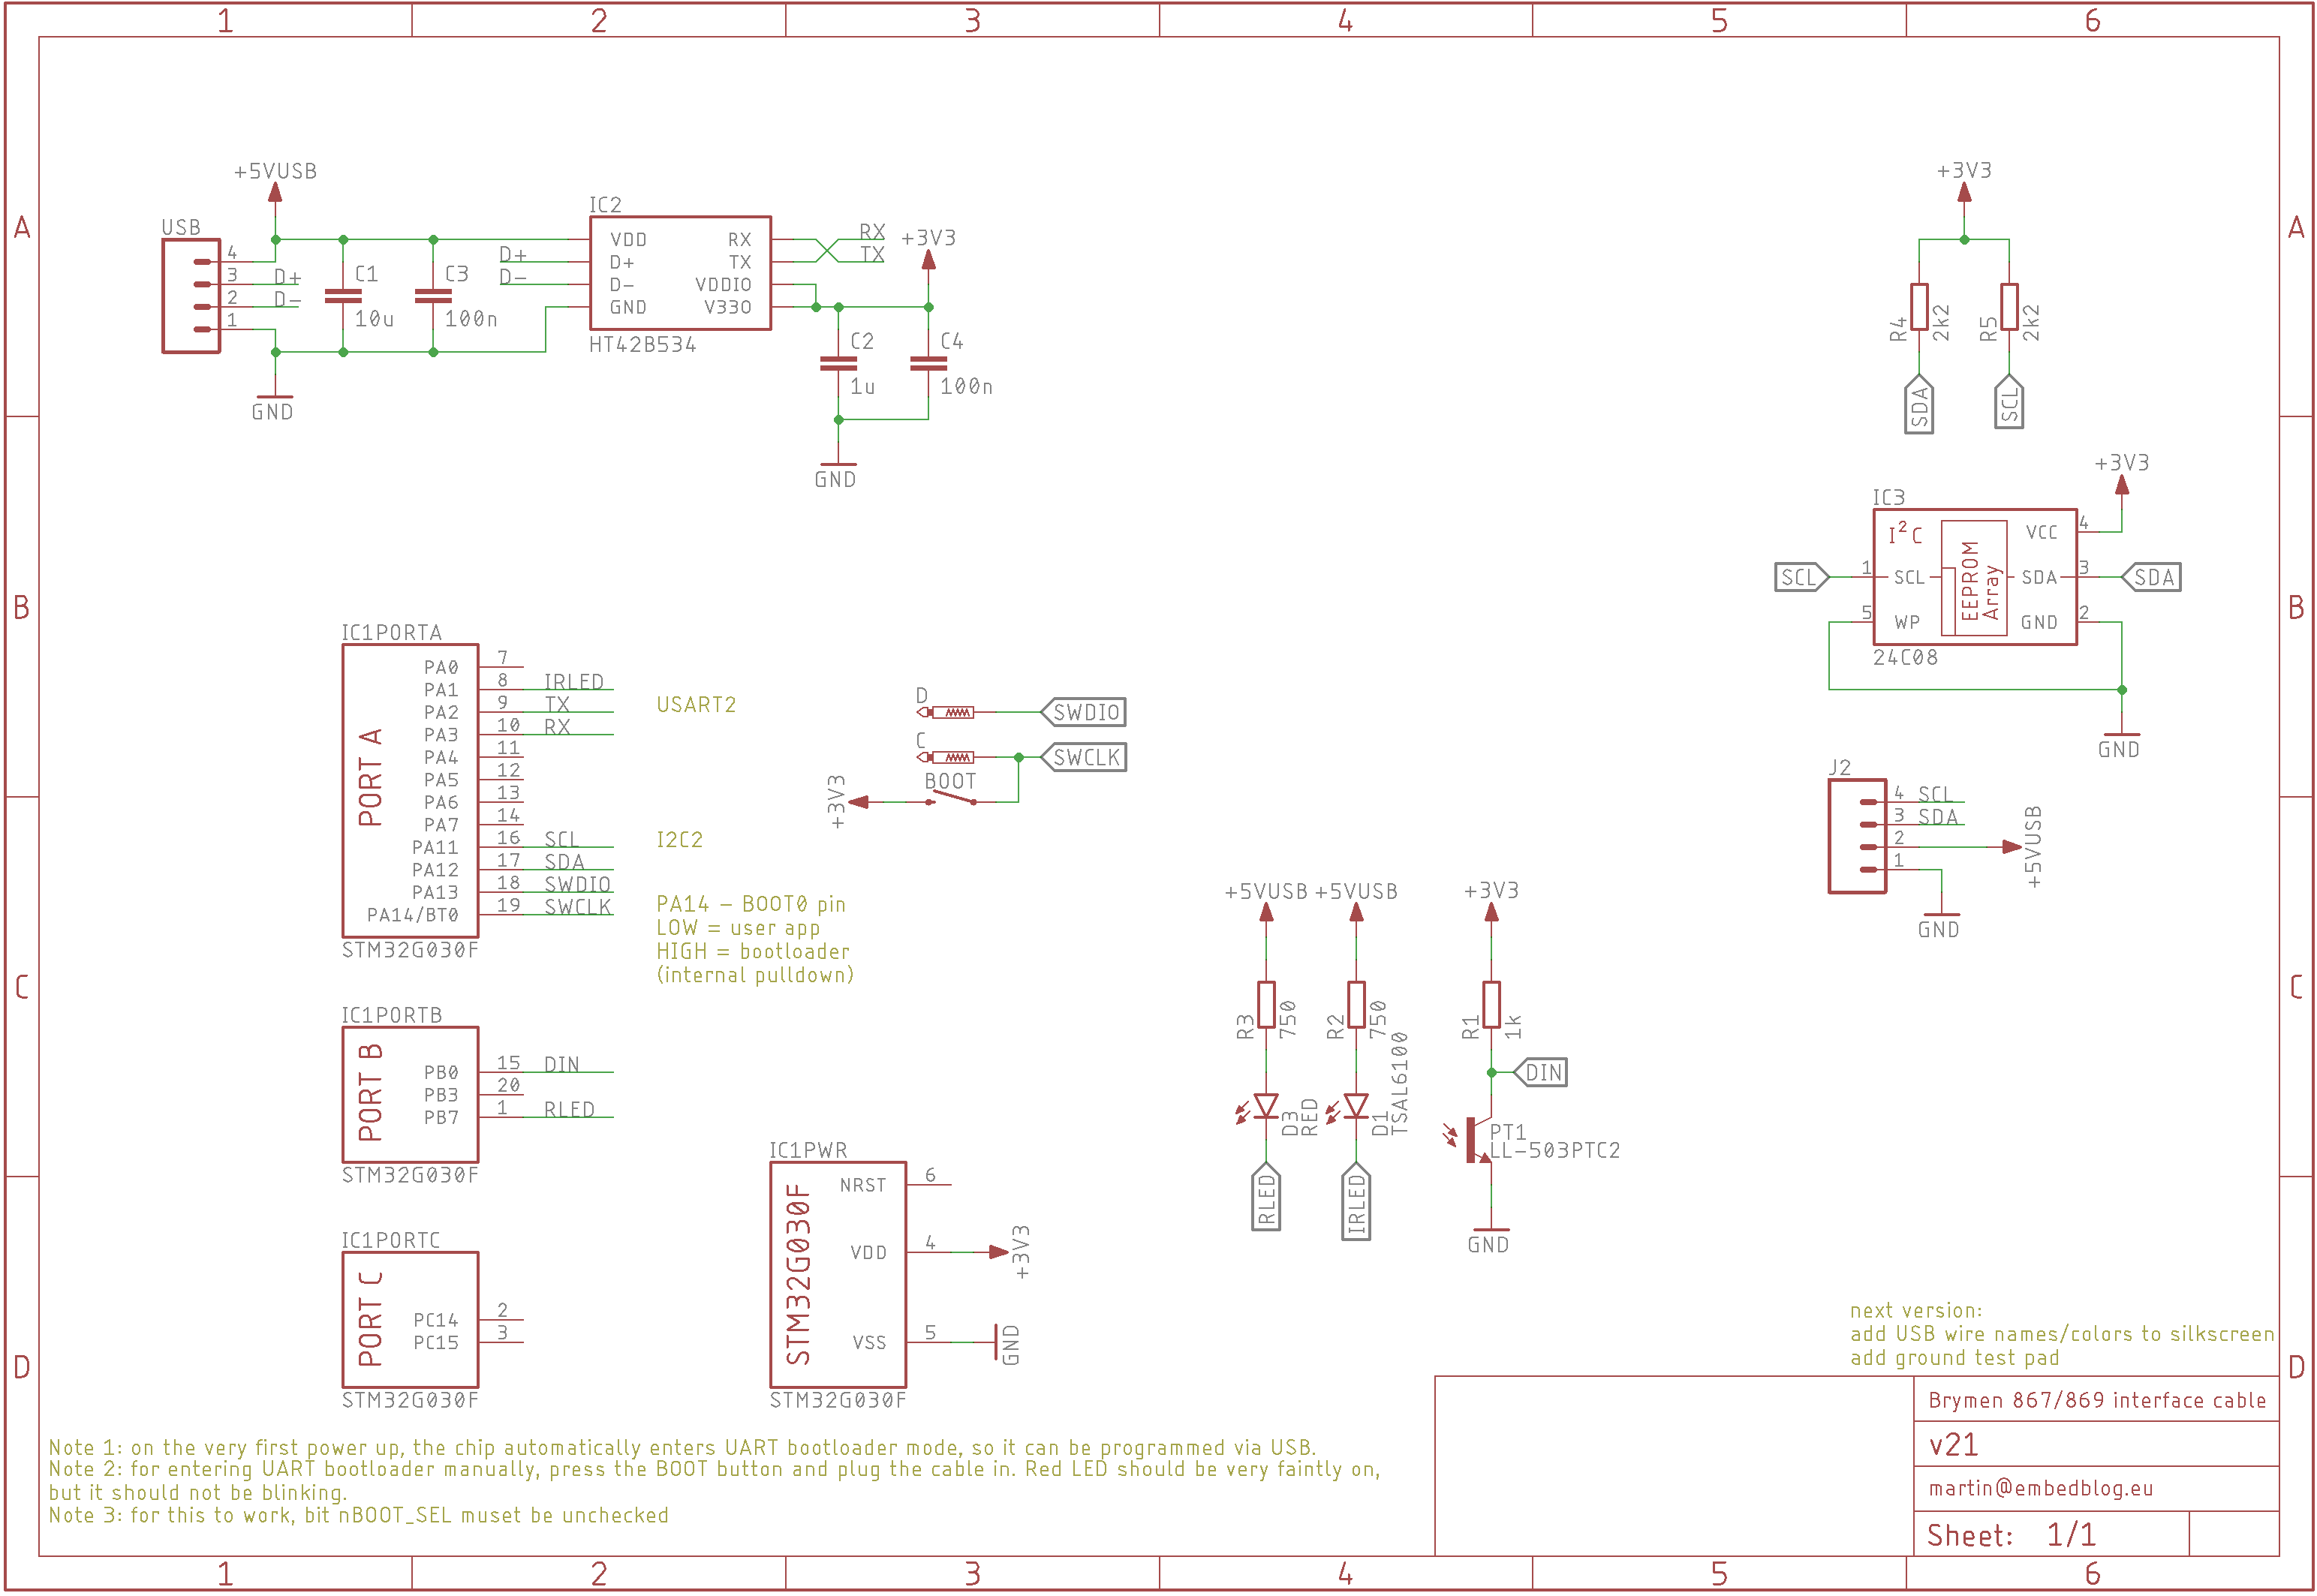 1 2 3 4 5 6
A
A
B
B
C
C
D
D
+5VUSB
USB
4
3 D+
2 D-
1
C1
10u
C3
100n
GND
IC2
D+
D-
VDD
D+
D-
GND
RX
TX
VDDIO
V33O
HT42B534
RX
TX
+3V3
C2
1u
C4
100n
GND
+3V3
R4
2k2
R5
2k2
SDA
SCL
+3V3
IC3
I²C
EEPROM
Array
VCC 4
SCL
1 SCL
SDA 3
SDA
5 WP
GND 2
24C08
GND
IC1PORTA
PORT A
PA0 7
PA1 8 IRLED
PA2 9 TX
PA3 10 RX
PA4 11
PA5 12
PA6 13
PA7 14
PA11 16 SCL
PA12 17 SDA
PA13 18 SWDIO
PA14/BT0 19 SWCLK
STM32G030F
USART2
I2C2
PA14 - BOOT0 pin
LOW = user app
HIGH = bootloader
(internal pulldown)
D
SWDIO
C
SWCLK
BOOT
+3V3
J2
4 SCL
3 SDA
2
1
+5VUSB
GND
IC1PORTB
PORT B
PB0 15 DIN
PB3 20
PB7 1 RLED
STM32G030F
IC1PORTC
PORT C
PC14 2
PC15 3
STM32G030F
IC1PWR
STM32G030F
NRST 6
VDD 4
+3V3
VSS 5
GND
STM32G030F
+5VUSB
R3
750
D3
RED
RLED
+5VUSB
R2
750
D1
TSAL6100
IRLED
+3V3
R1
1k
DIN
PT1
LL-503PTC2
GND
next version:
add USB wire names/colors to silkscreen
add ground test pad
Brymen 867/869 interface cable
v21
martin@embedblog.eu
Sheet: 1/1
Note 1: on the very first power up, the chip automatically enters UART bootloader mode, so it can be programmed via USB.
Note 2: for entering UART bootloader manually, press the BOOT button and plug the cable in. Red LED should be very faintly on,
but it should not be blinking.
Note 3: for this to work, bit nBOOT_SEL muset be unchecked
1 2 3 4 5 6